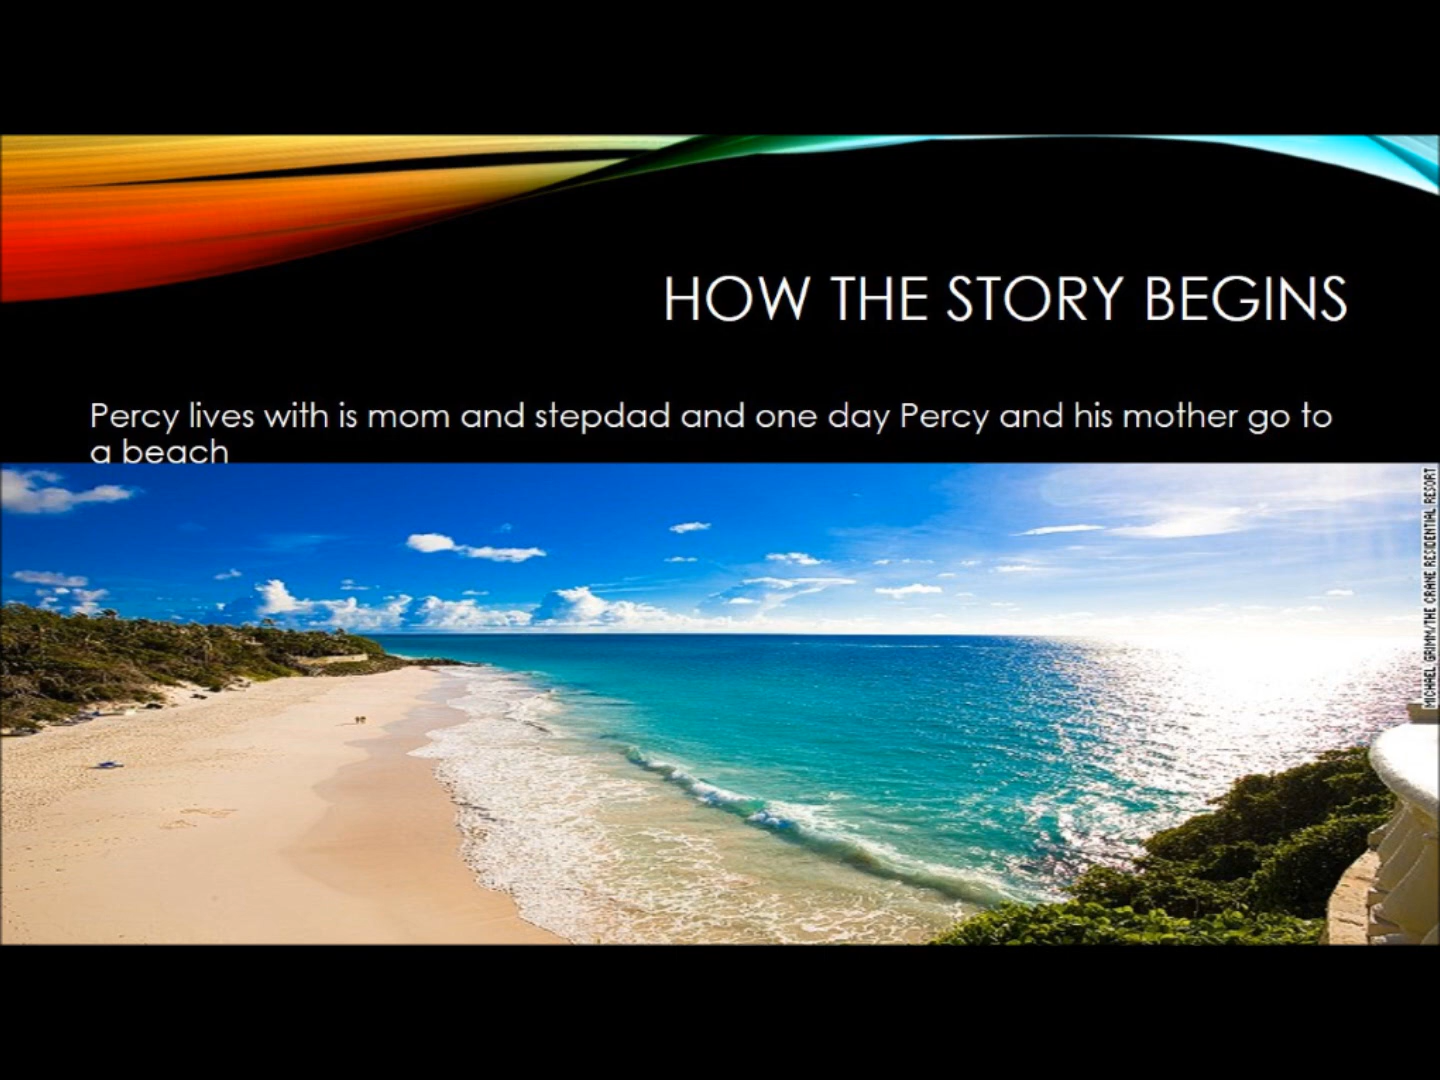 HOW THE STORY BEGINS
Percy lives with is mom and stepdad and one day Percy and his mother go to
a beach
MICHAEL GRIMM/THE CRANE RESIDENTIAL RESORT